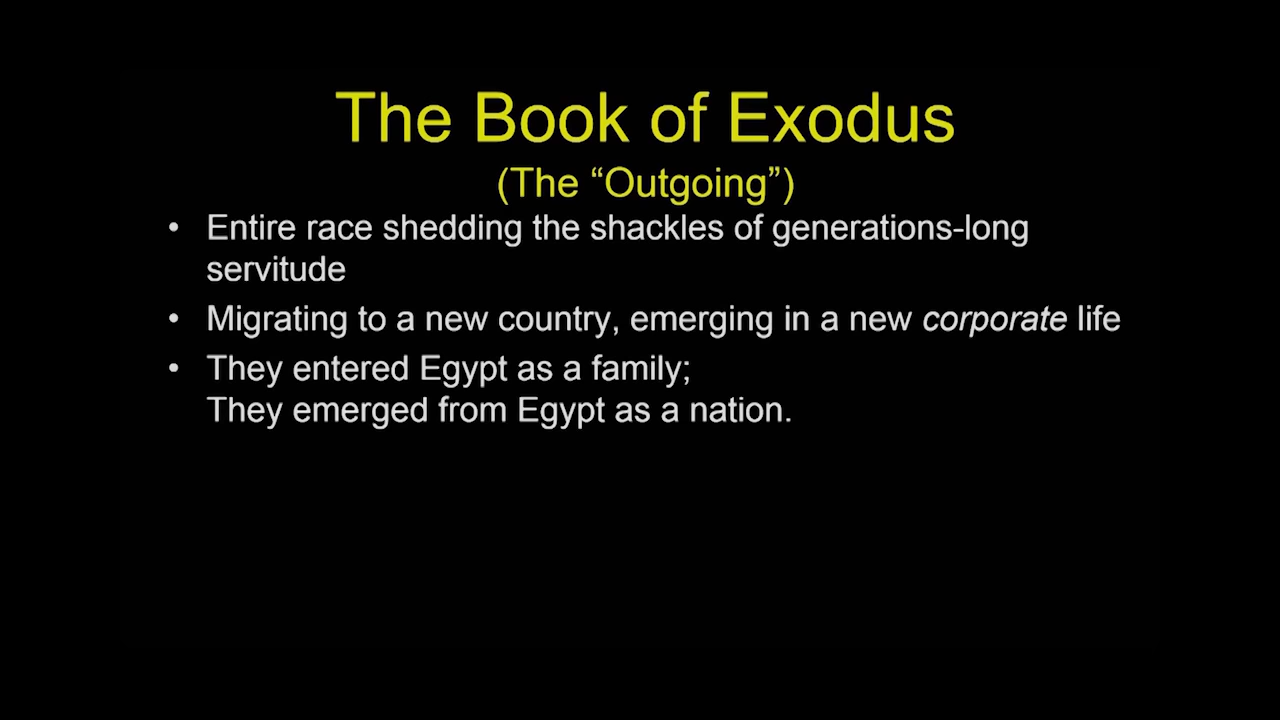 The Book of Exodus
(The “Outgoing”)
• Entire race shedding the shackles of generations-long
servitude
• Migrating to a new country, emerging in a new corporate life
• They entered Egypt as a family;
They emerged from Egypt as a nation.